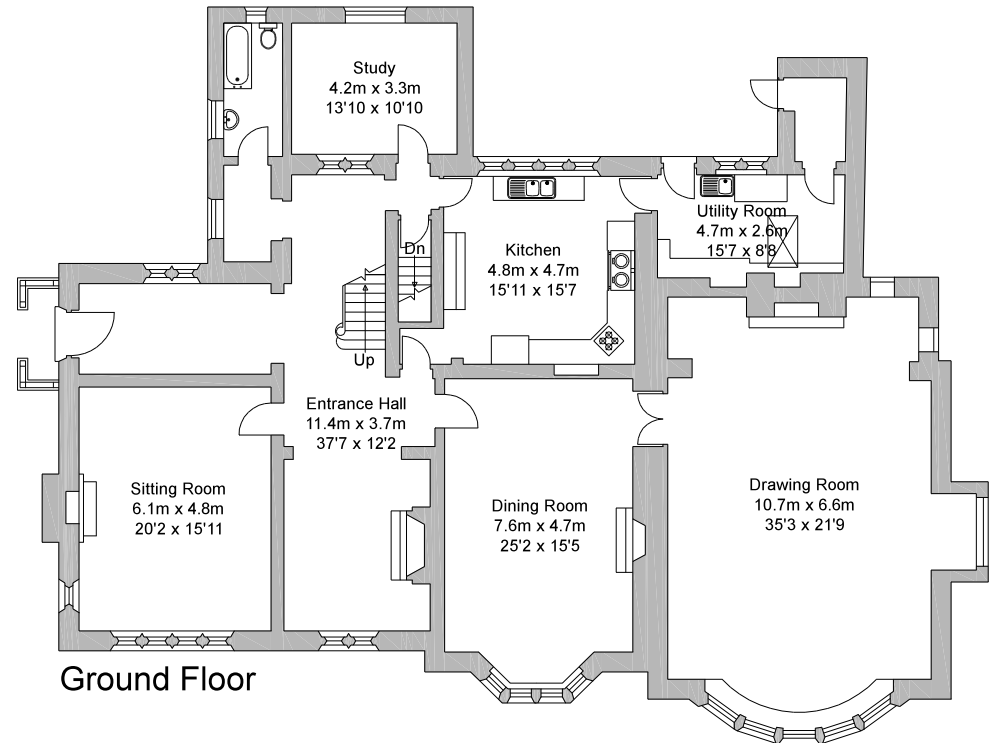 Study
4.2m x 3.3m
13'10 x 10'10
Utility Room
4.7m x 2.6m
15'7 x 8'8
Dn
Kitchen
4.8m x 4.7m
15'11 x 15'7
Up
Entrance Hall
11.4m x 3.7m
37'7 x 12'2
Sitting Room
6.1m x 4.8m
20'2 x 15'11
Dining Room
7.6m x 4.7m
25'2 x 15'5
Drawing Room
10.7m x 6.6m
35'3 x 21'9
Ground Floor